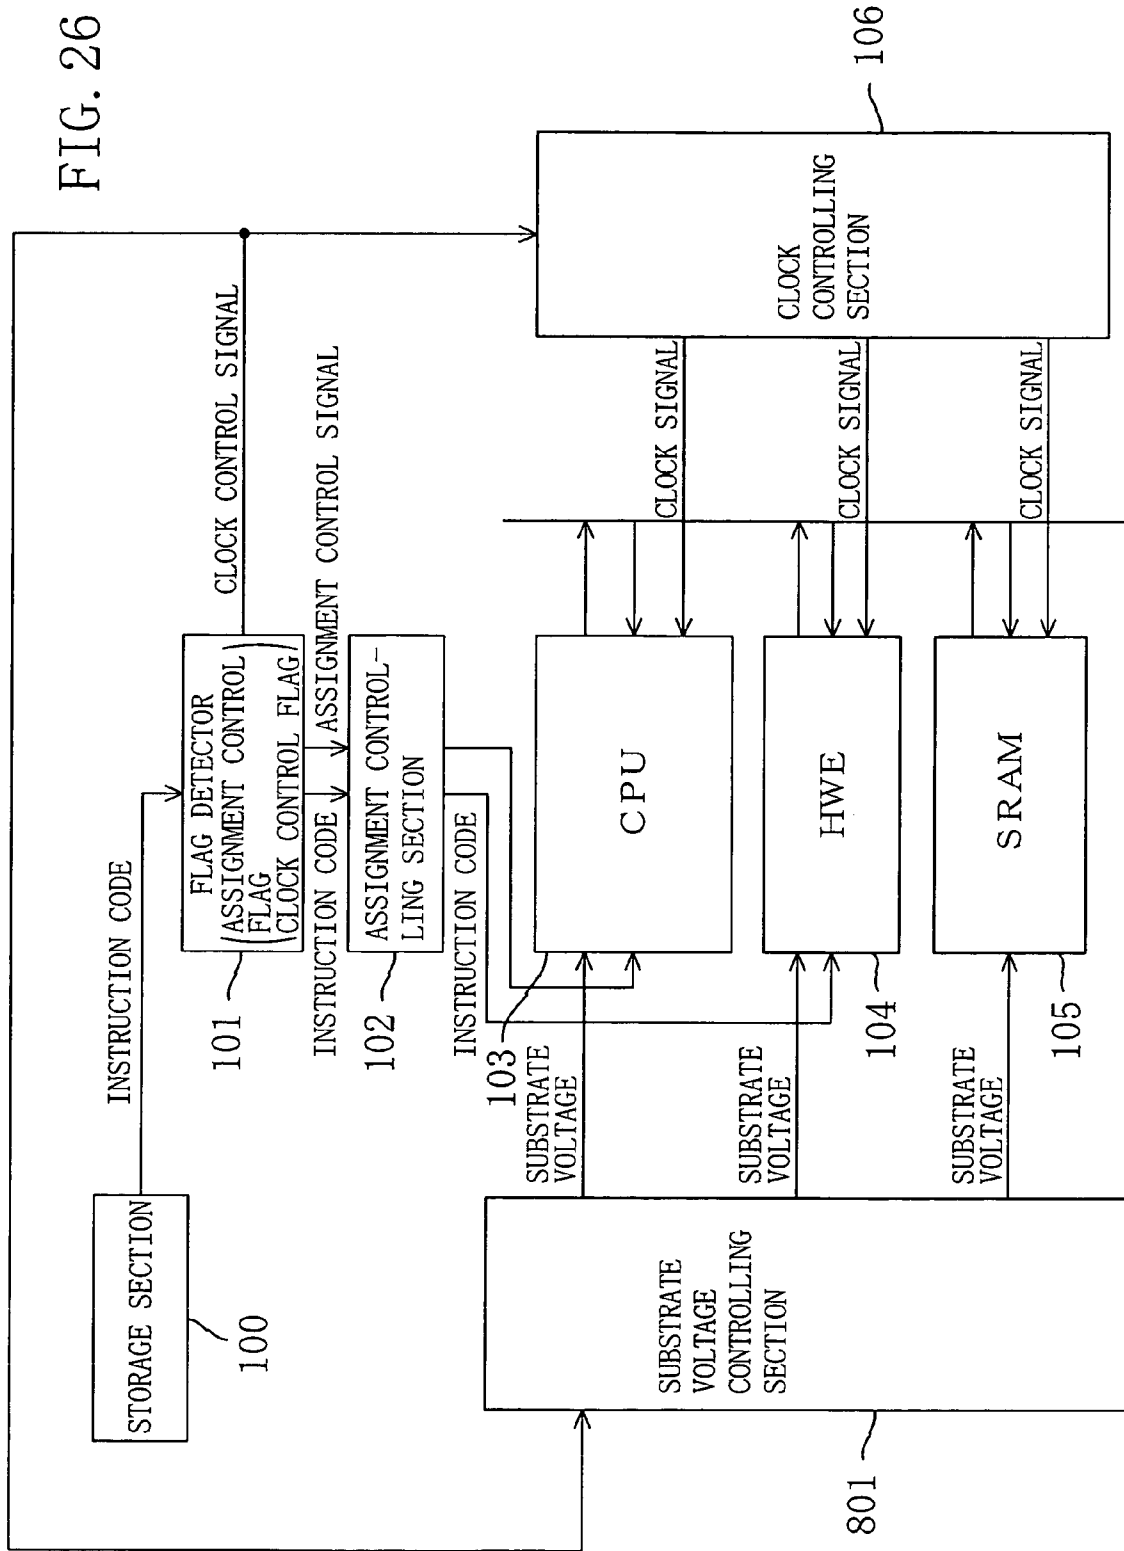 FIG. 26
STORAGE SECTION
100
INSTRUCTION CODE
FLAG DETECTOR
(ASSIGNMENT CONTROL
FLAG
CLOCK CONTROL FLAG)
101
CLOCK CONTROL SIGNAL
INSTRUCTION CODE
ASSIGNMENT CONTROL SIGNAL
ASSIGNMENT CONTROL-
LING SECTION
102
INSTRUCTION CODE
SUBSTRATE
VOLTAGE
CONTROLLING
SECTION
801
SUBSTRATE
VOLTAGE
103
CPU
CLOCK SIGNAL
SUBSTRATE
VOLTAGE
HWE
104
CLOCK SIGNAL
SUBSTRATE
VOLTAGE
SRAM
105
CLOCK SIGNAL
CLOCK
CONTROLLING
SECTION
106